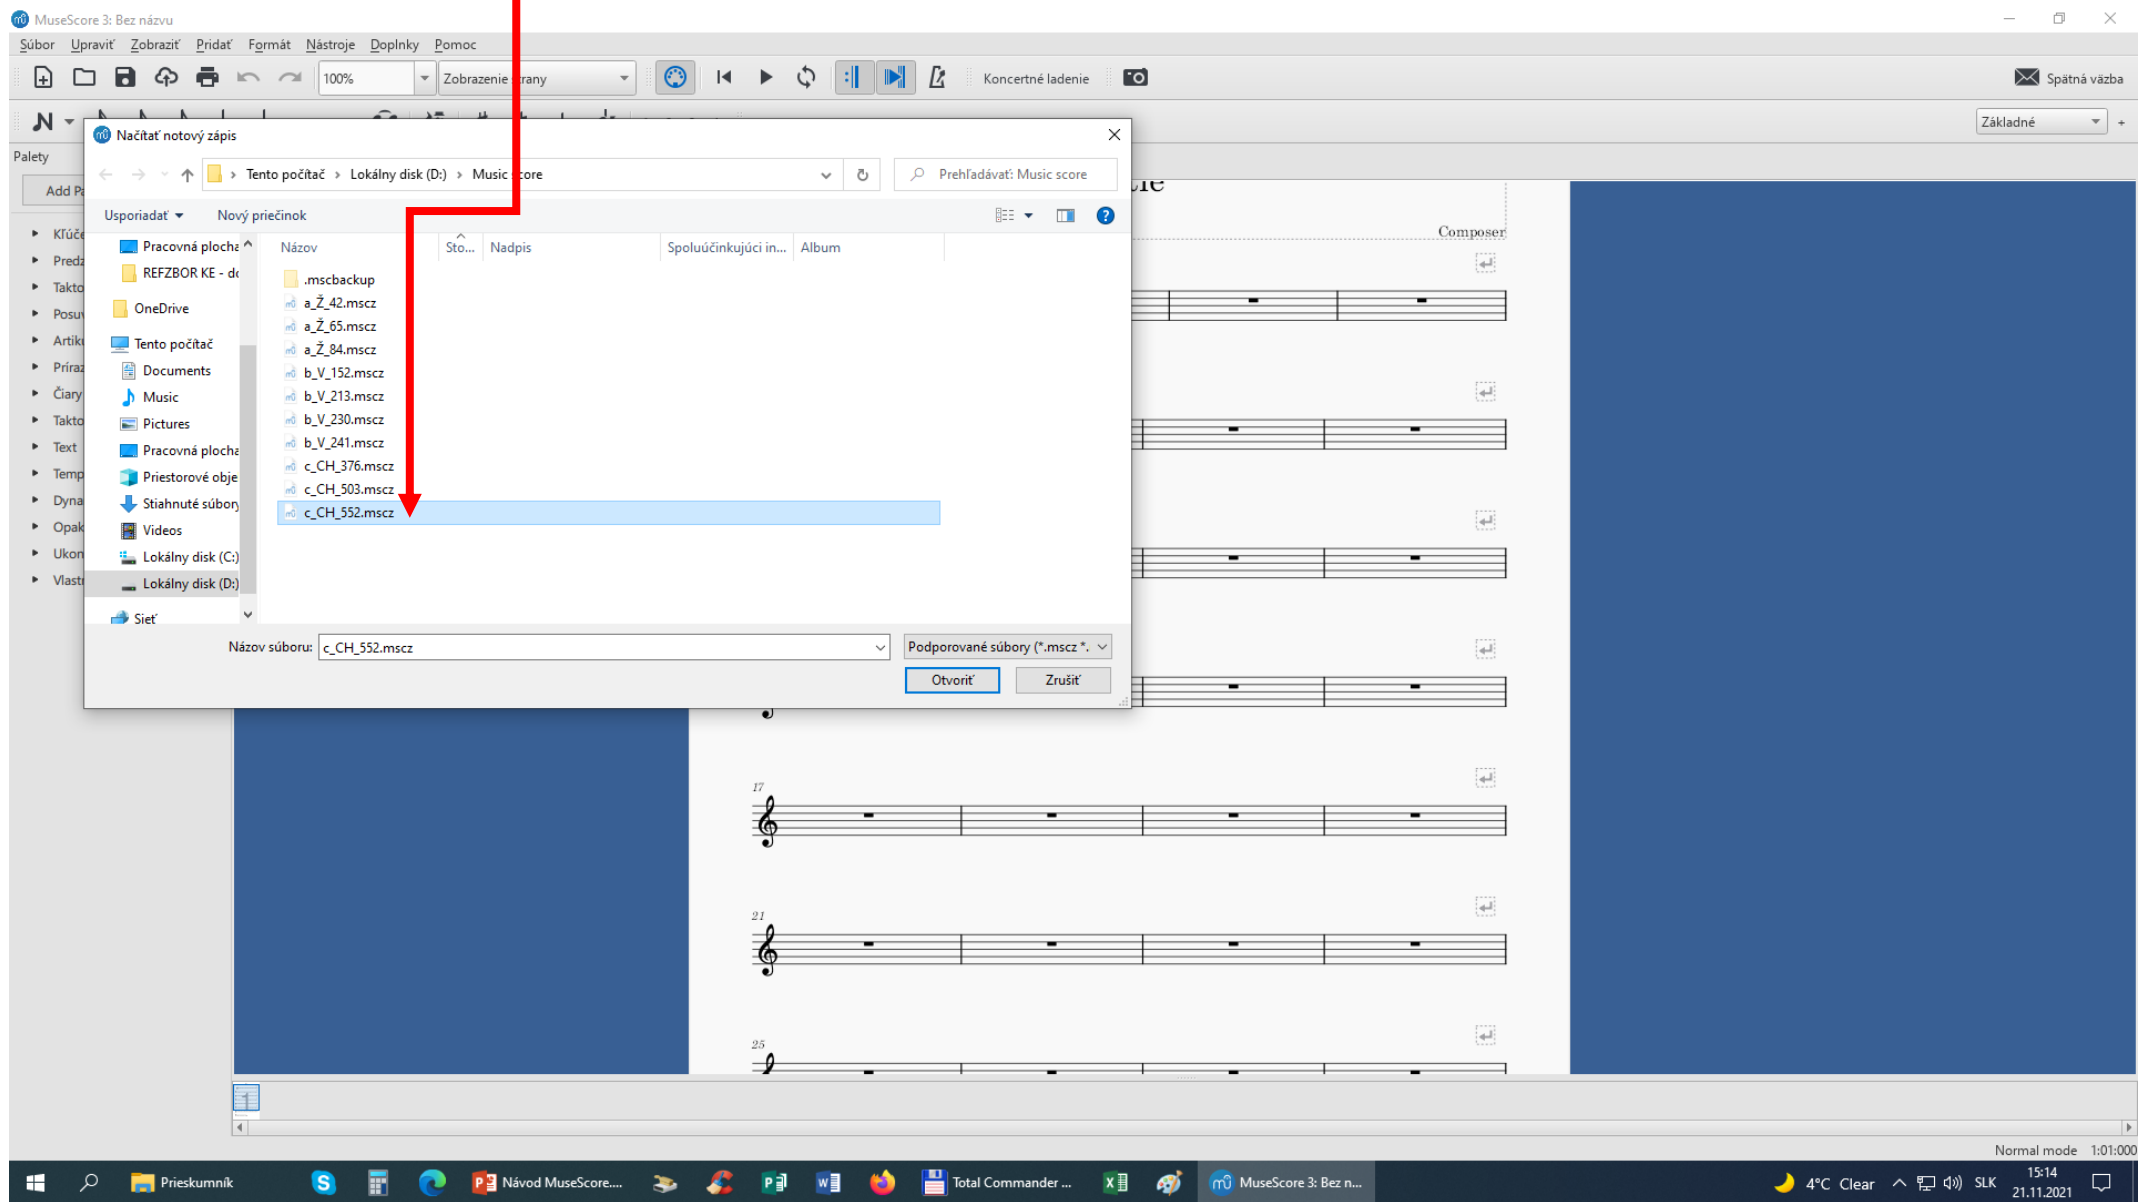 MuseScore 3: Bez názvu
Súbor Upraviť Zobraziť Pridať Formát Nástroje Doplnky Pomoc
100% Zobrazenie Koncertné ladenie Spätná väzba
Základné
Načítať notový zápis
Palety
Tento počítač Lokálny disk (D:) Music Prehľadávať: Music score
Add
Usporiadať Nový priečinok
Názov Sto... Nadpis Spoluúčinkujúci in... Album
Composer
Pracovná plocha
REFZBOR KE - do
OneDrive
Tento počítač
Documents
Music
Pictures
Pracovná plocha
Priestorové obje
Stiahnuté súbory
Videos
Lokálny disk (C:)
Lokálny disk (D:)
Sieť
.mscbackup
a_Ž_42.mscz
a_Ž_65.mscz
a_Ž_84.mscz
b_V_152.mscz
b_V_213.mscz
b_V_230.mscz
b_V_241.mscz
c_CH_376.mscz
c_CH_503.mscz
c_CH_552.mscz
Čiary
Text
Názov súboru: c_CH_552.mscz Podporované súbory (*.mscz *.
Otvoriť Zrušiť
17
21
25
1
Normal mode 1:01:000
Prieskumník Návod MuseScore.... Total Commander ... MuseScore 3: Bez n... 4°C Clear SLK 15:14
21.11.2021